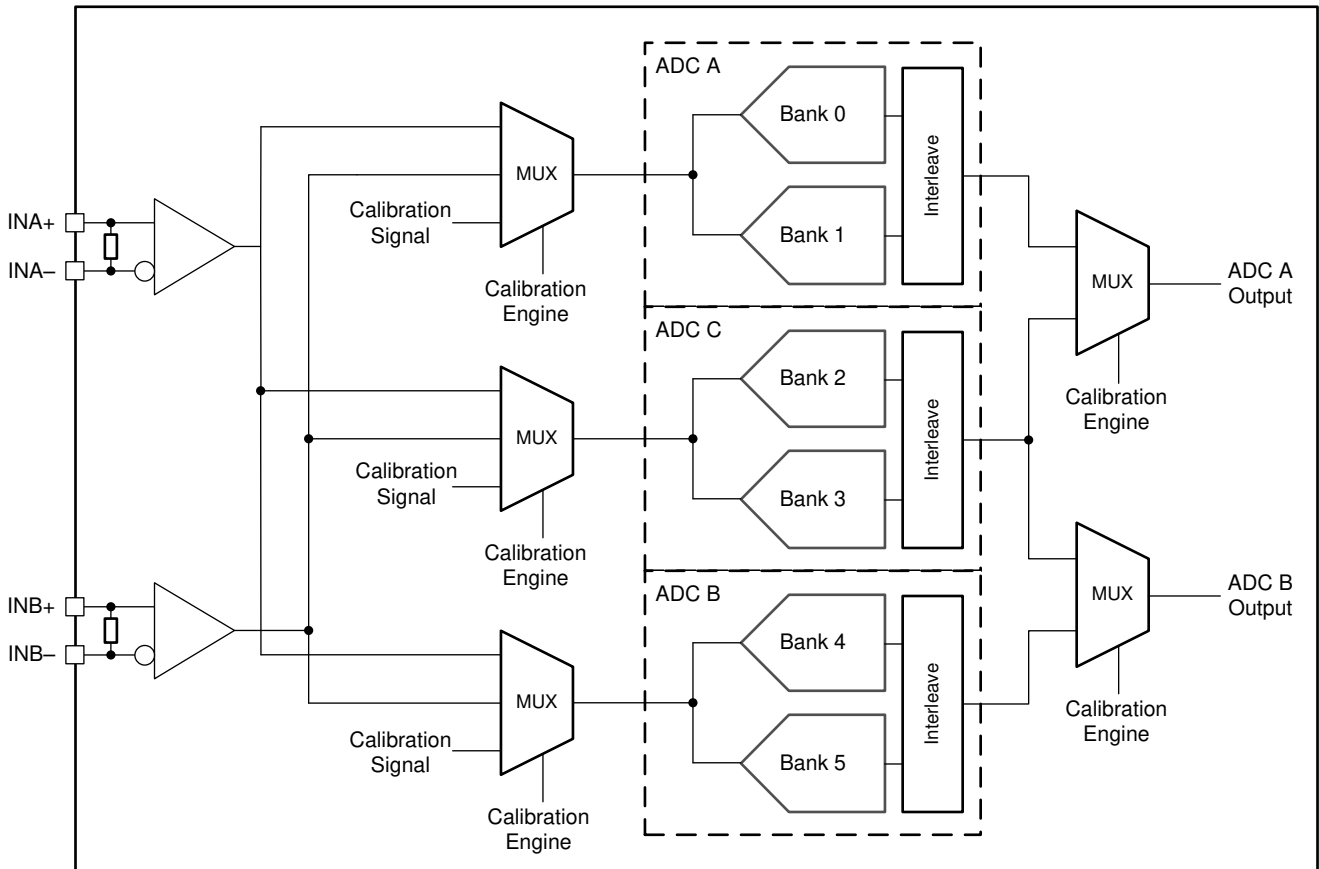 ADC A
Bank 0
Interleave
MUX
Calibration
Signal
Bank 1
INA+
INA–
Calibration
Engine
MUX
ADC A
Output
Calibration
Engine
ADC C
Bank 2
Interleave
MUX
Calibration
Signal
Bank 3
Calibration
Engine
MUX
ADC B
Output
Calibration
Engine
INB+
INB–
ADC B
Bank 4
Interleave
MUX
Calibration
Signal
Bank 5
Calibration
Engine